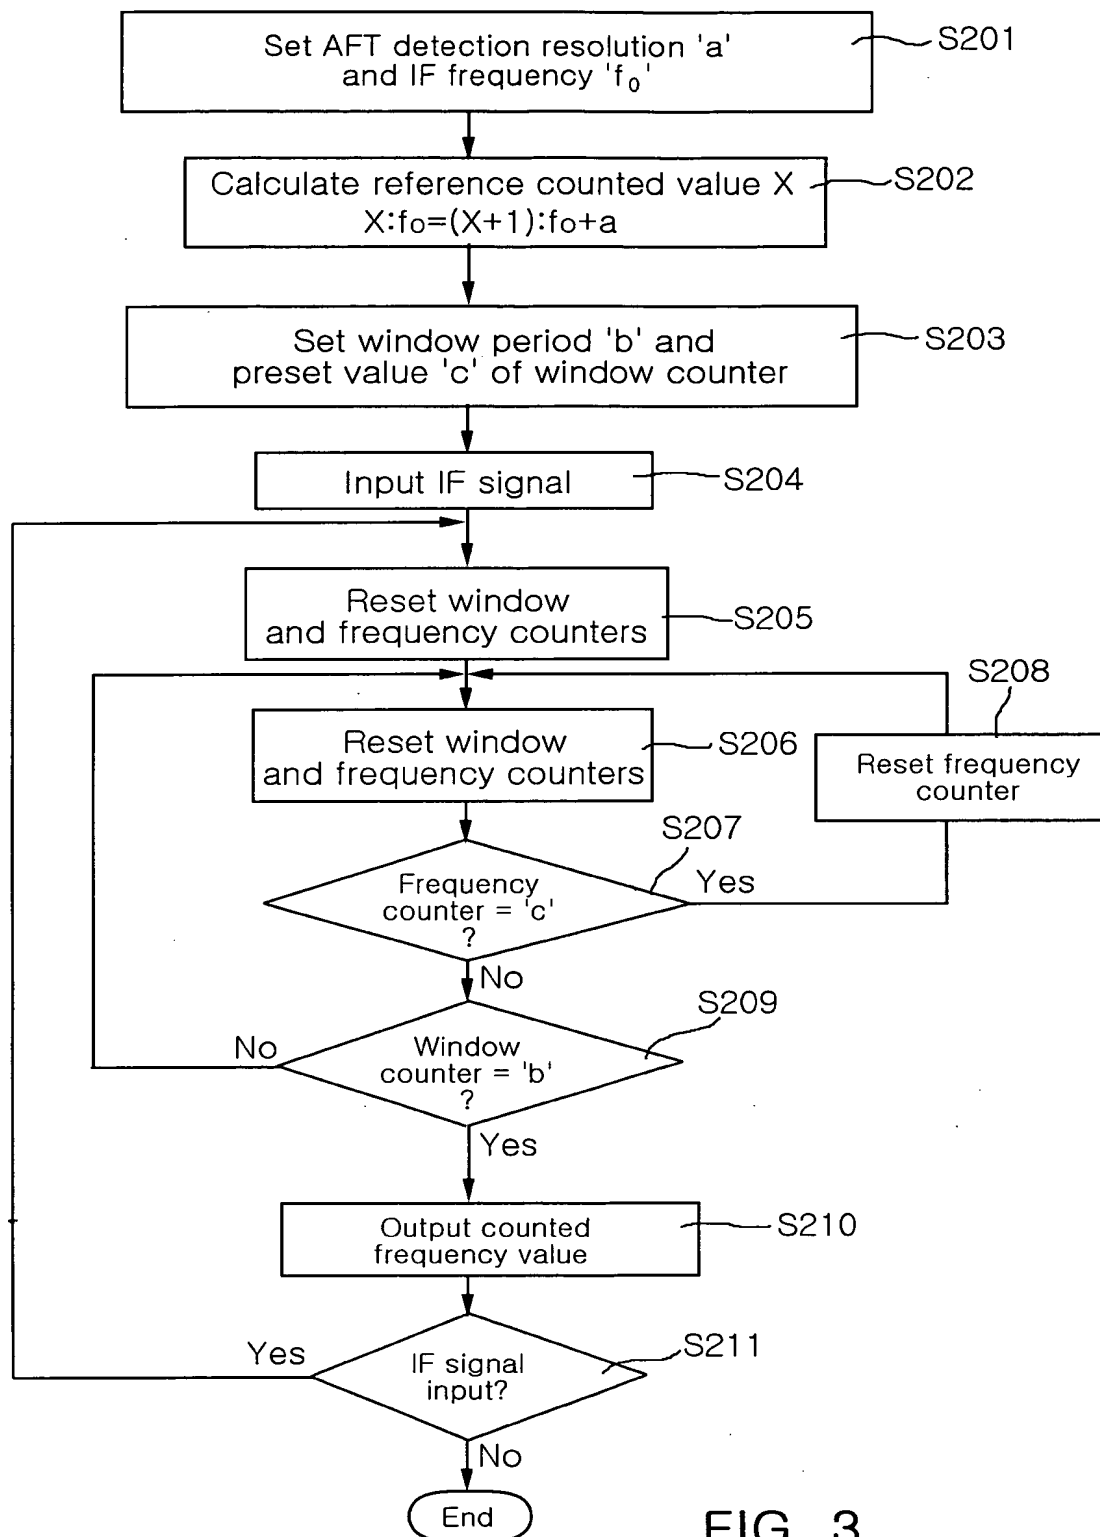 Set AFT detection resolution 'a'
and IF frequency 'f₀'
S201
Calculate reference counted value X
X:fo=(X+1):fo+a
S202
Set window period 'b' and
preset value 'c' of window counter
S203
Input IF signal
S204
Reset window
and frequency counters
S205
Reset window
and frequency counters
S206
S208
Reset frequency
counter
S207
Frequency
counter = 'c'
?
Yes
No
S209
Window
counter = 'b'
?
No
Yes
Output counted
frequency value
S210
IF signal
input?
S211
Yes
No
End
FIG. 3